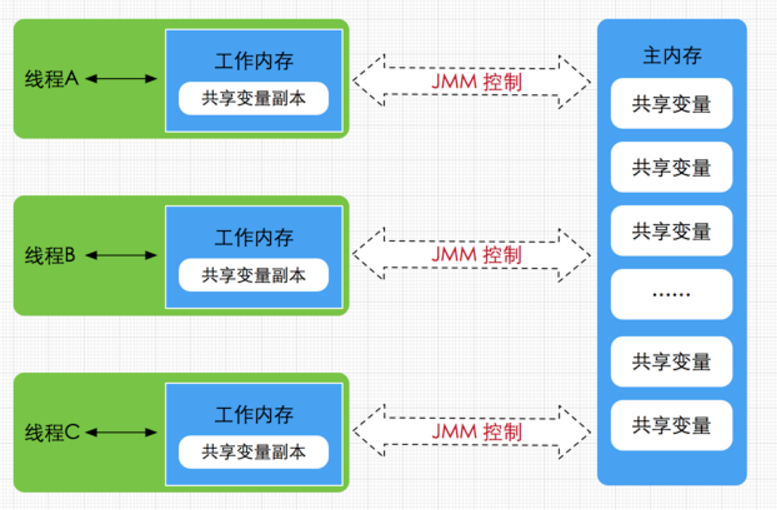 线程A
工作内存
共享变量副本
JMM 控制
线程B
工作内存
共享变量副本
JMM 控制
线程C
工作内存
共享变量副本
JMM 控制
主内存
共享变量
共享变量
共享变量
......
共享变量
共享变量